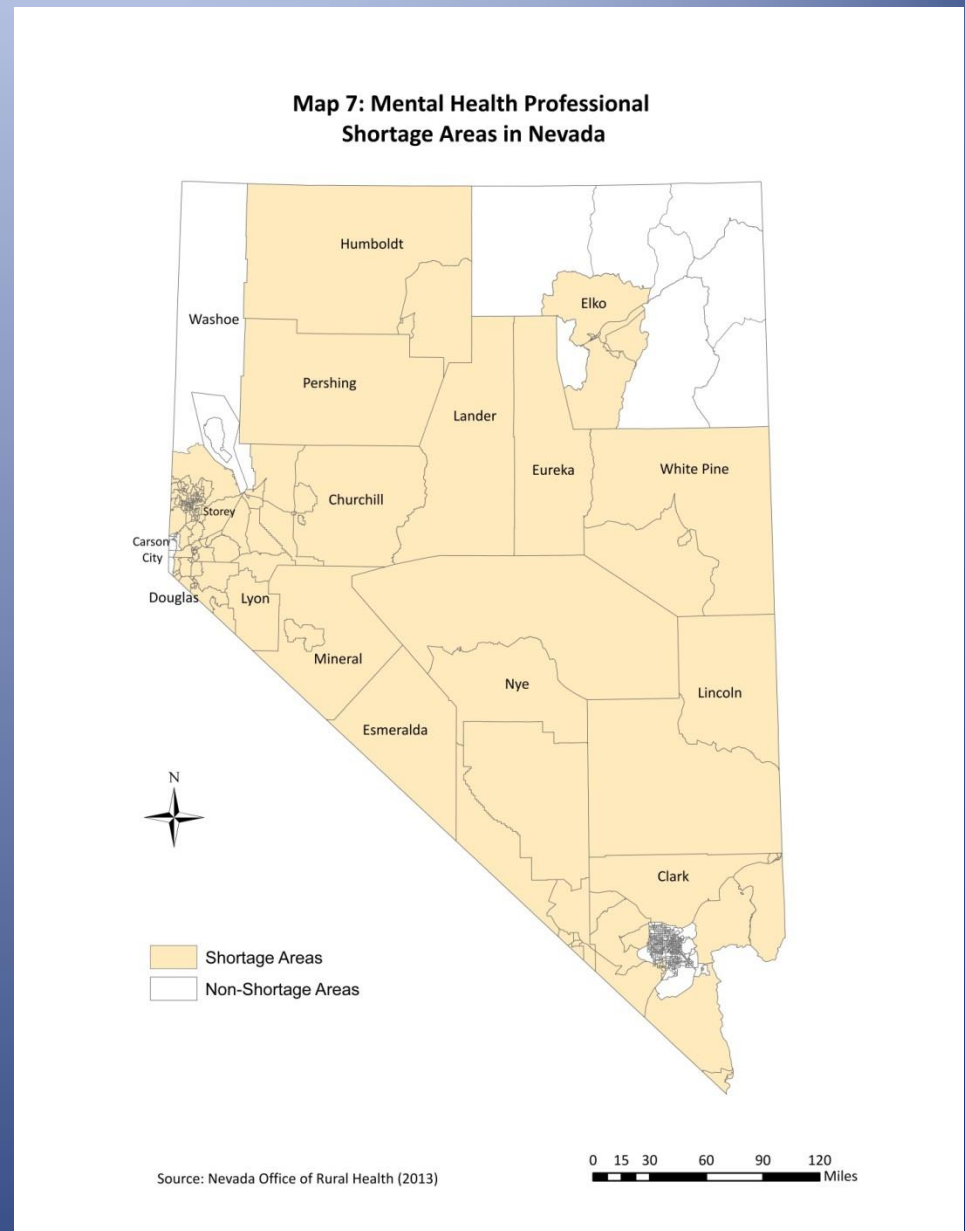 Map 7: Mental Health Professional
Shortage Areas in Nevada
Humboldt
Elko
Washoe
Pershing
Lander
Eureka
White Pine
Churchill
Storey
Carson
City
Douglas
Lyon
Mineral
Nye
Lincoln
Esmeralda
N
Clark
Shortage Areas
Non-Shortage Areas
0 15 30 60 90 120
Miles
Source: Nevada Office of Rural Health (2013)